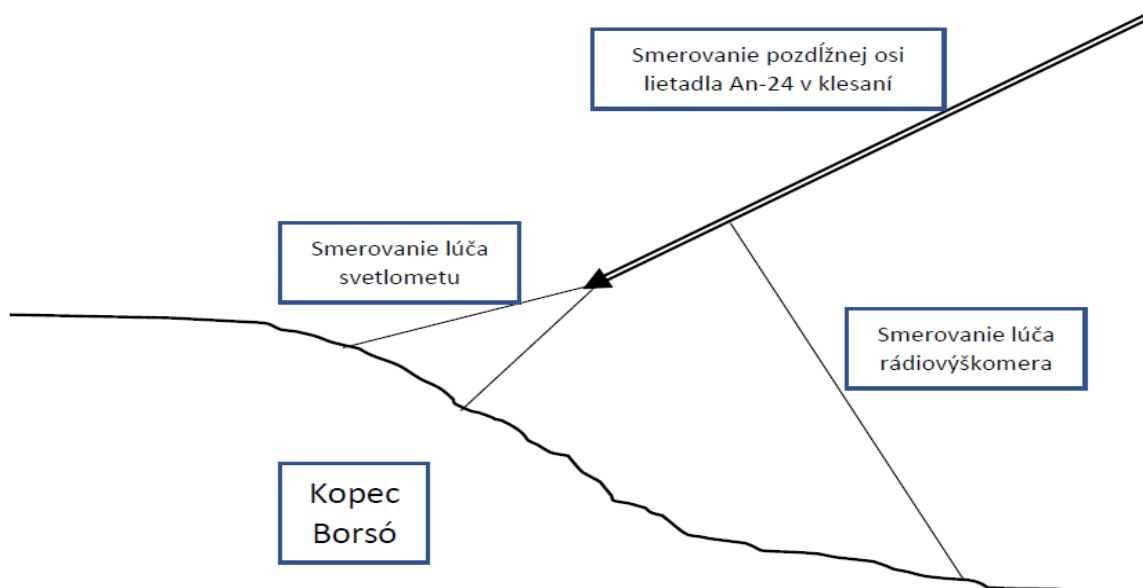 Smerovanie pozdĺžnej osi
lietadla An-24 v klesaní
Smerovanie lúča
svetlometu
Smerovanie lúča
rádiovýškomera
Kopec
Borsó